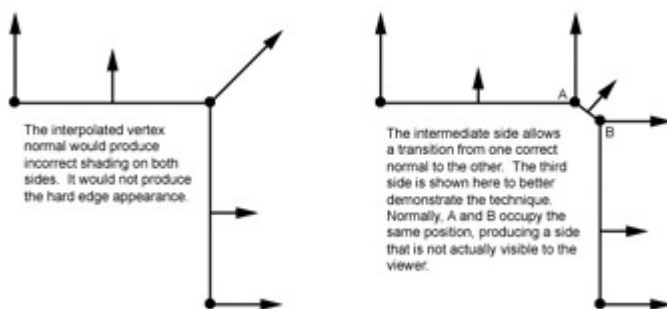 The interpolated vertex
normal would produce
incorrect shading on both
sides. It would not produce
the hard edge appearance.
A
B
The intermediate side allows
a transition from one correct
normal to the other. The third
side is shown here to better
demonstrate the technique.
Normally, A and B occupy the
same position, producing a side
that is not actually visible to the
viewer.